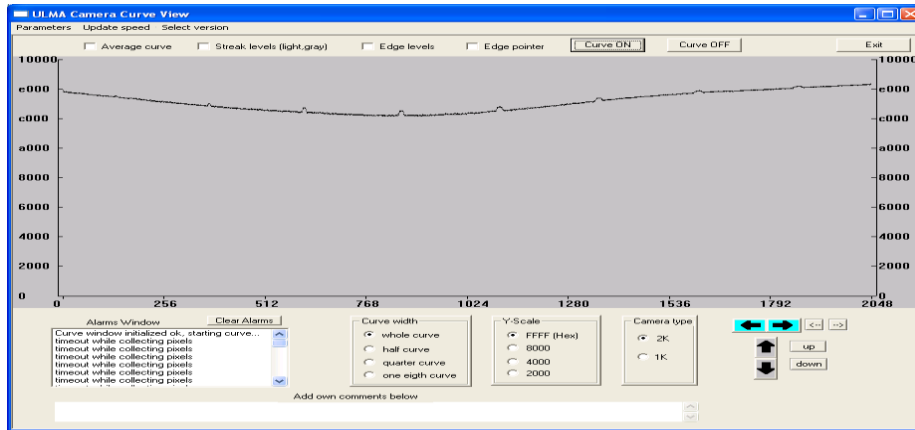 ULMA Camera Curve View
Parameters Update speed Select version
Average curve Streak levels (light,gray) Edge levels Edge pointer Curve ON Curve OFF Exit
10000 10000
e000 e000
c000 c000
a000 a000
8000 8000
6000 6000
4000 4000
2000 2000
0 0
0 256 512 768 1024 1280 1536 1792 2048
Alarms Window Clear Alarms
Curve window initialized ok, starting curve...
timeout while collecting pixels
timeout while collecting pixels
timeout while collecting pixels
timeout while collecting pixels
timeout while collecting pixels
timeout while collecting pixels
Curve width
whole curve
half curve
quarter curve
one eigth curve
Y-Scale
FFFF (Hex)
8000
4000
2000
Camera type
2K
1K
<-- -->
up
down
Add own comments below